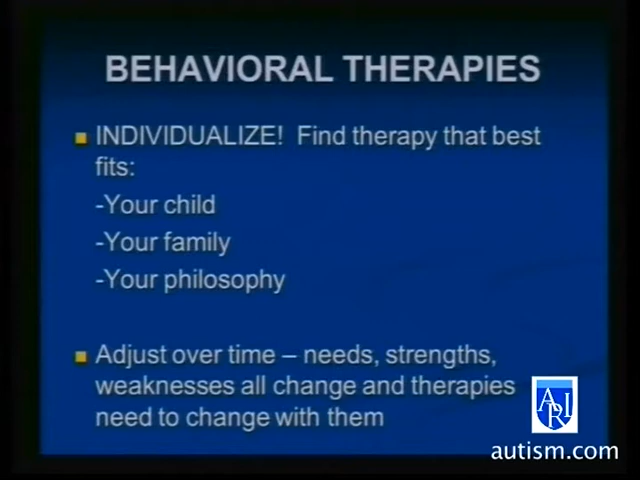 BEHAVIORAL THERAPIES
INDIVIDUALIZE! Find therapy that best
fits:
-Your child
-Your family
-Your philosophy
Adjust over time – needs, strengths,
weaknesses all change and therapies
need to change with them
ARI
autism.com